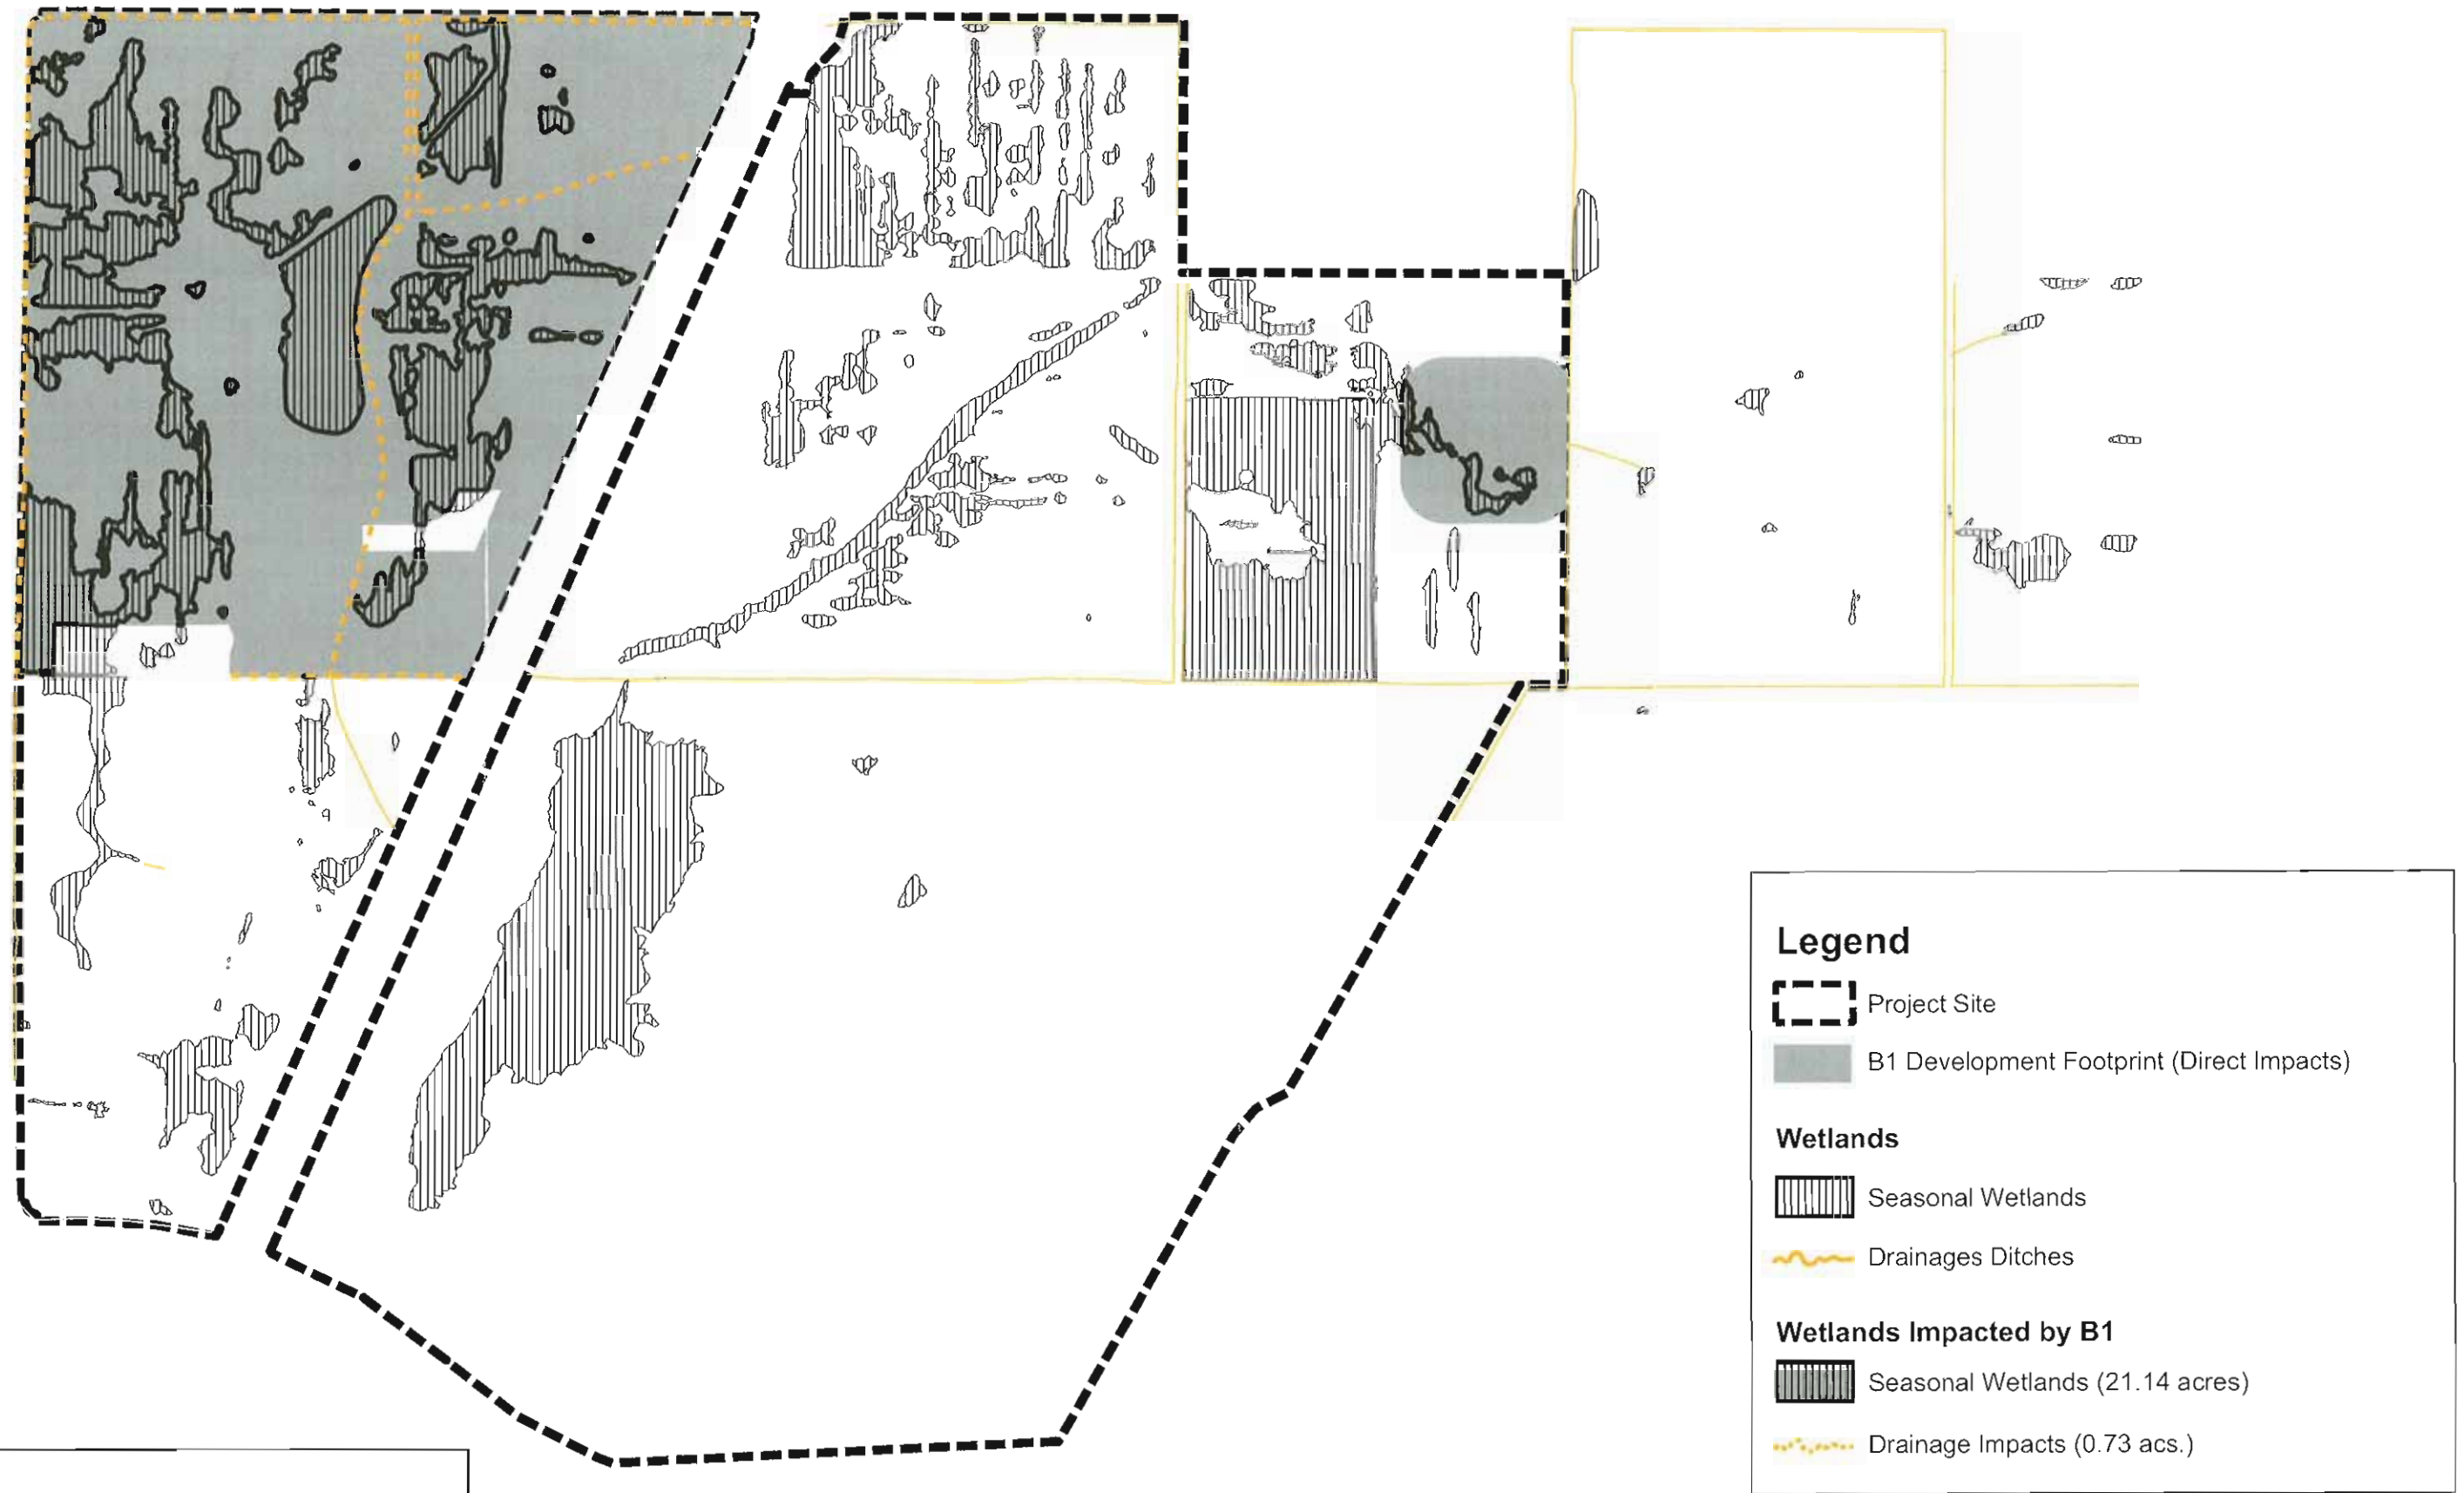 Legend
Project Site
B1 Development Footprint (Direct Impacts)
Wetlands
Seasonal Wetlands
Drainages Ditches
Wetlands Impacted by B1
Seasonal Wetlands (21.14 acres)
Drainage Impacts (0.73 acs.)